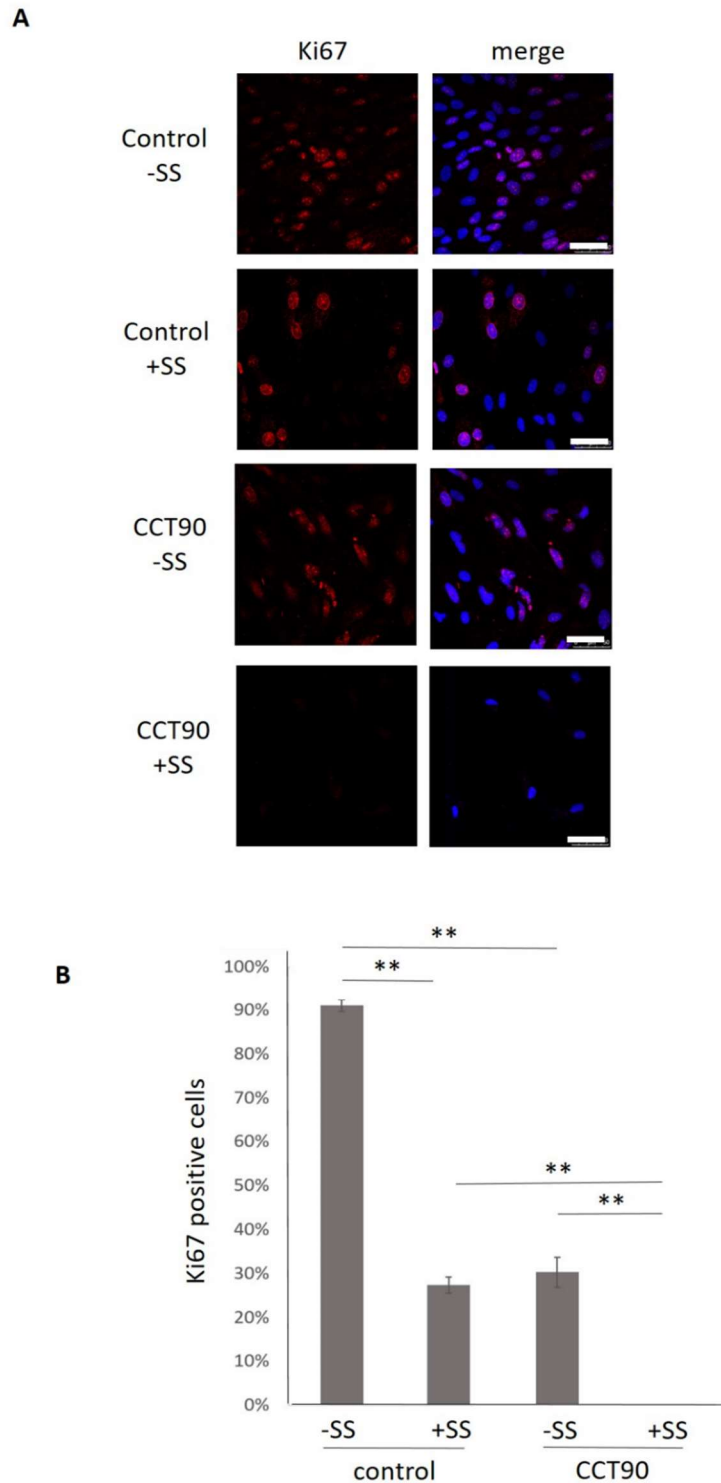 A
Ki67 merge
Control
-SS
Control
+SS
CCT90
-SS
CCT90
+SS
B
**
**
100%
90%
80%
70%
60%
50%
40%
30%
20%
10%
0%
Ki67 positive cells
**
**
-SS +SS -SS +SS
control CCT90